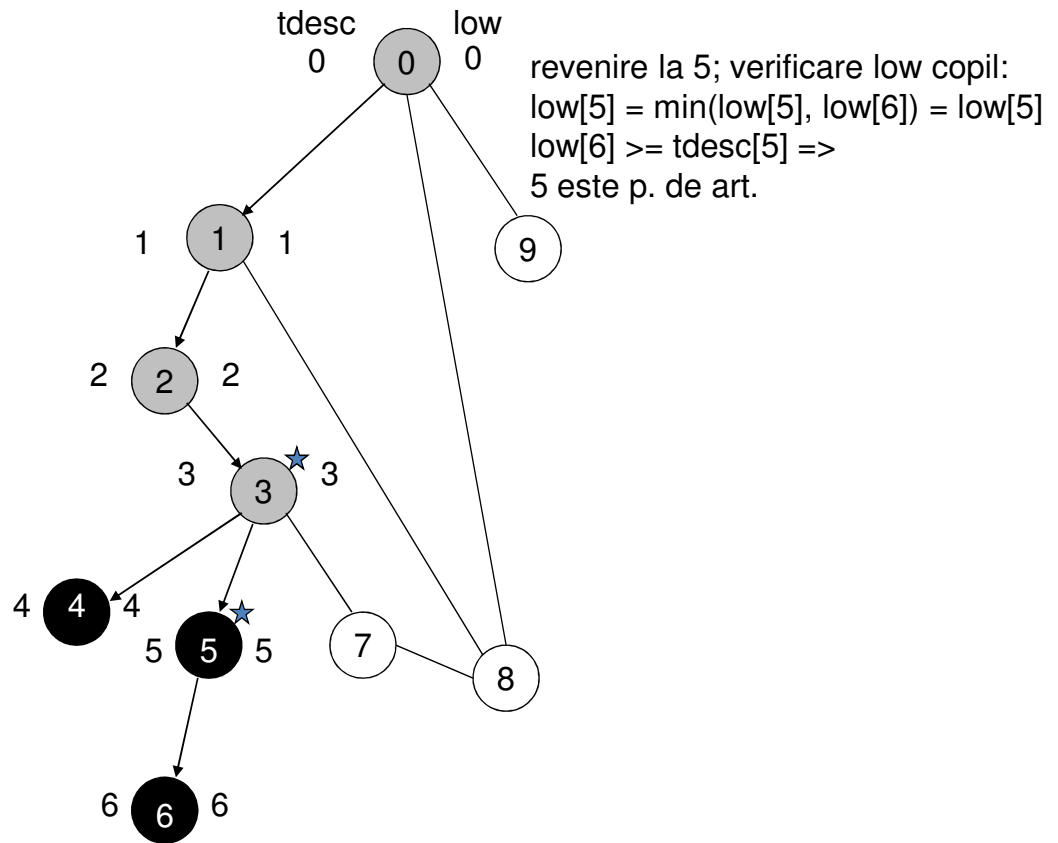 tdesc low
0 0 0
revenire la 5; verificare low copil:
low[5] = min(low[5], low[6]) = low[5]
low[6] >= tdesc[5] =>
5 este p. de art.
1 1 1
9
2 2 2
3 3 3
4 4 4
5 5 5
7
8
6 6 6